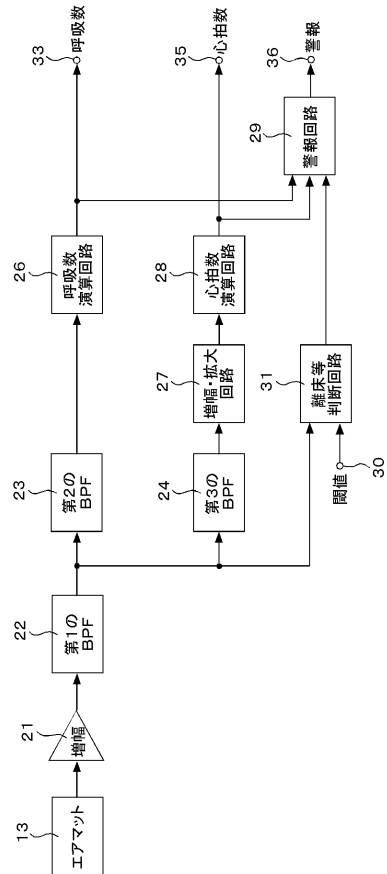 13
エアマット
21
増幅
22
第1の
BPF
23
第2の
BPF
26
呼吸数
演算回路
33
呼吸数
24
第3のBPF
27
増幅・拡大
回路
28
心拍数
演算回路
35
心拍数
29
警報回路
36
警報
31
離床等
判断回路
閾値
30